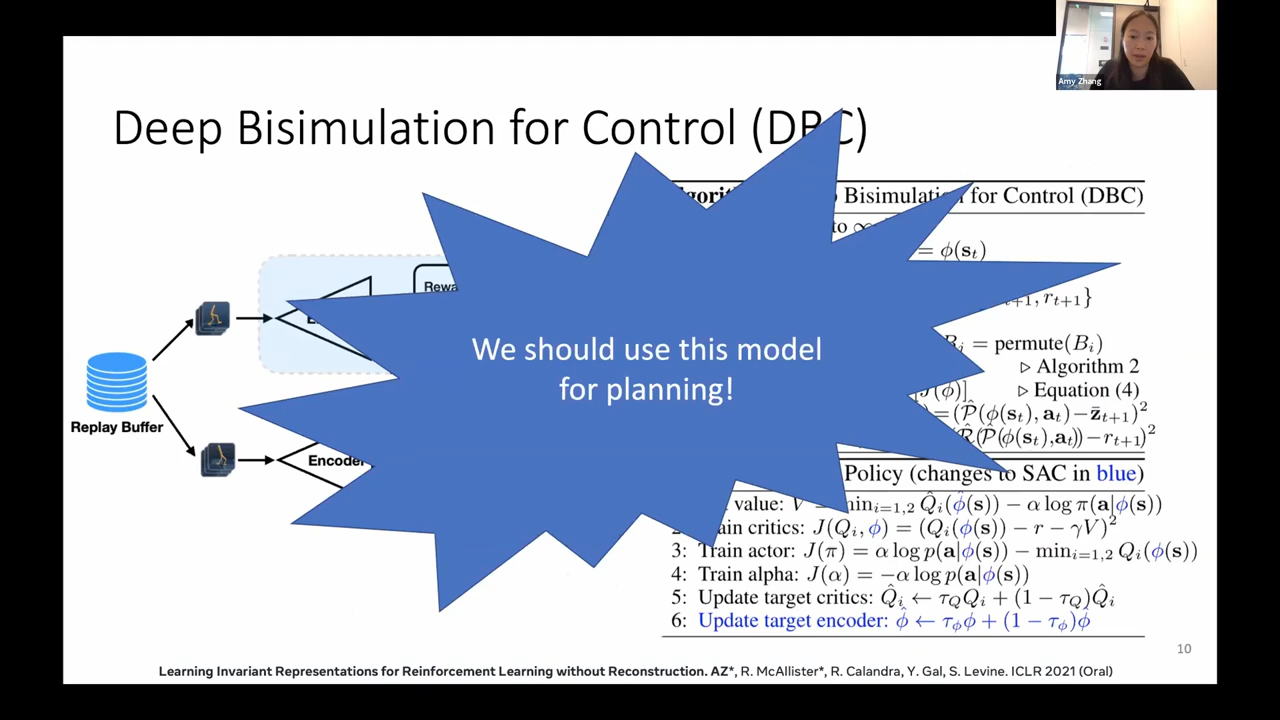 Amy Zhang
Deep Bisimulation for Control (DBC)
Bisimulation for Control (DBC)
to ∞
= ϕ(s_t)
r_{t+1}}
= permute(B_i)
▷ Algorithm 2
▷ Equation (4)
(P̂(ϕ(s_t), a_t) − z̄_{t+1})²
(P̂(ϕ(s_t),a_t)) − r_{t+1})²
Policy (changes to SAC in blue)
value: V = min_{i=1,2} Q̂_i(ϕ̂(s)) − α log π(a|ϕ(s))
critics: J(Q_i, ϕ) = (Q_i(ϕ(s)) − r − γV)²
3: Train actor: J(π) = α log p(a|ϕ(s)) − min_{i=1,2} Q_i(ϕ(s))
4: Train alpha: J(α) = −α log p(a|ϕ(s))
5: Update target critics: Q̂_i ← τ_Q Q_i + (1 − τ_Q)Q̂_i
6: Update target encoder: ϕ̂ ← τ_ϕ ϕ + (1 − τ_ϕ)ϕ̂
We should use this model
for planning!
Replay Buffer
Encoder
10
Learning Invariant Representations for Reinforcement Learning without Reconstruction. AZ*, R. McAllister*, R. Calandra, Y. Gal, S. Levine. ICLR 2021 (Oral)